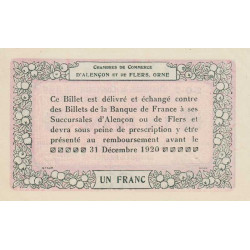 CHAMBRES DE COMMERCE
D'ALENÇON ET DE FLERS, ORNE
Ce Billet est délivré et échangé contre
des Billets de la Banque de France à ses
Succursales d'Alençon ou de Flers et
devra sous peine de prescription y être
présenté au remboursement avant le
31 Décembre 1920
UN FRANC